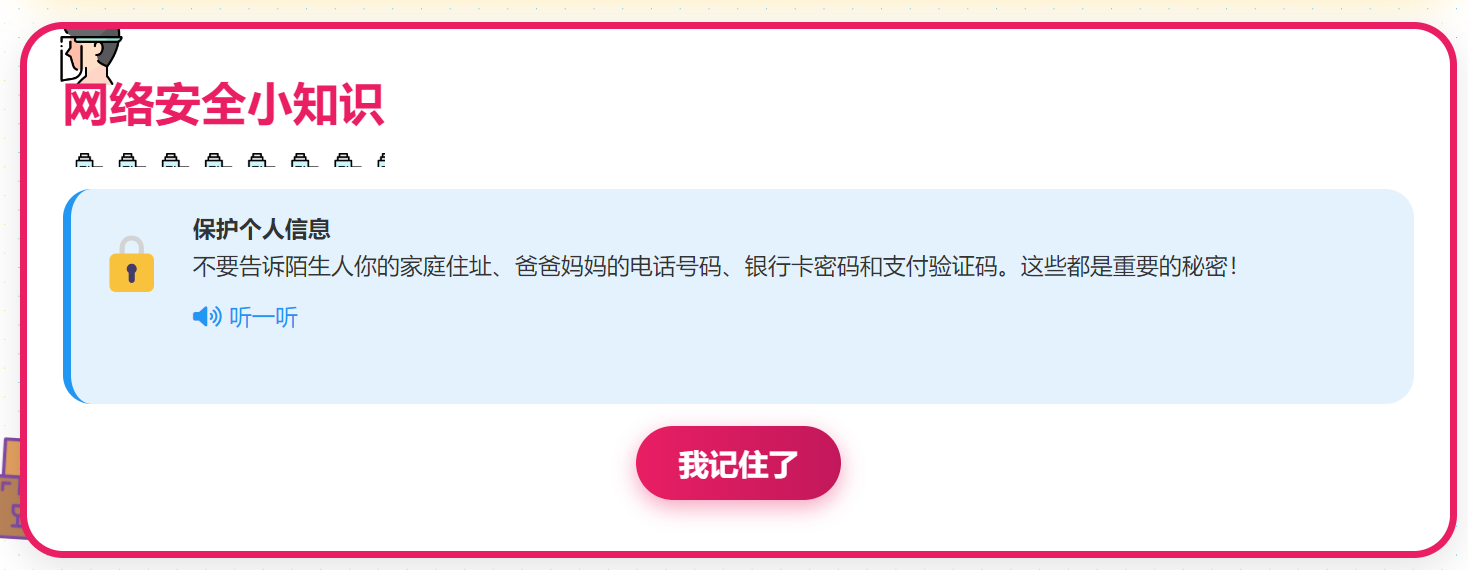 网络安全小知识
保护个人信息
不要告诉陌生人你的家庭住址、爸爸妈妈的电话号码、银行卡密码和支付验证码。这些都是重要的秘密！
听一听
我记住了